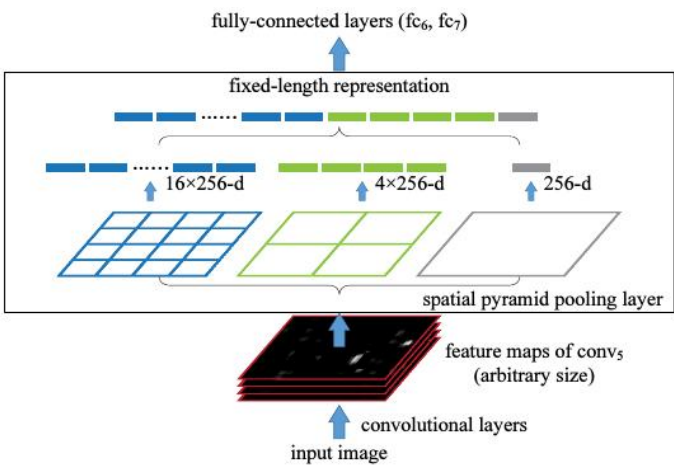 fully-connected layers (fc₆, fc₇)
fixed-length representation
16×256-d
4×256-d
256-d
spatial pyramid pooling layer
feature maps of conv₅
(arbitrary size)
convolutional layers
input image